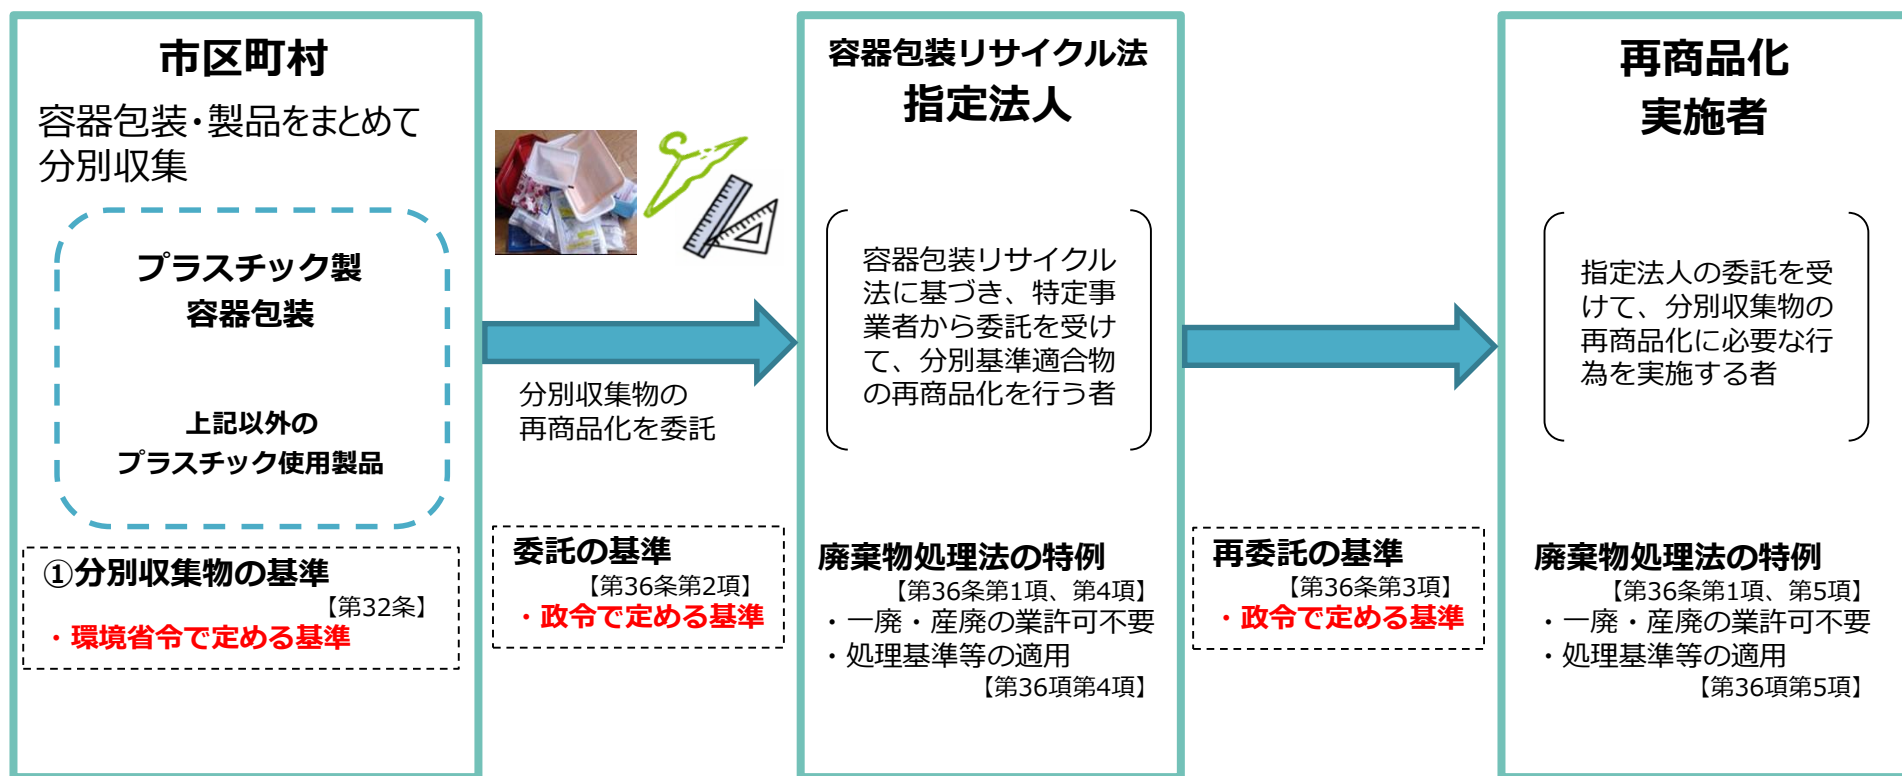 市区町村
容器包装・製品をまとめて
分別収集
プラスチック製
容器包装
上記以外の
プラスチック使用製品
①分別収集物の基準
【第32条】
・環境省令で定める基準
分別収集物の
再商品化を委託
委託の基準
【第36条第2項】
・政令で定める基準
容器包装リサイクル法
指定法人
容器包装リサイクル
法に基づき、特定事
業者から委託を受け
て、分別基準適合物
の再商品化を行う者
廃棄物処理法の特例
【第36条第1項、第4項】
・一廃・産廃の業許可不要
・処理基準等の適用
【第36項第4項】
再委託の基準
【第36条第3項】
・政令で定める基準
再商品化
実施者
指定法人の委託を受
けて、分別収集物の
再商品化に必要な行
為を実施する者
廃棄物処理法の特例
【第36条第1項、第5項】
・一廃・産廃の業許可不要
・処理基準等の適用
【第36項第5項】